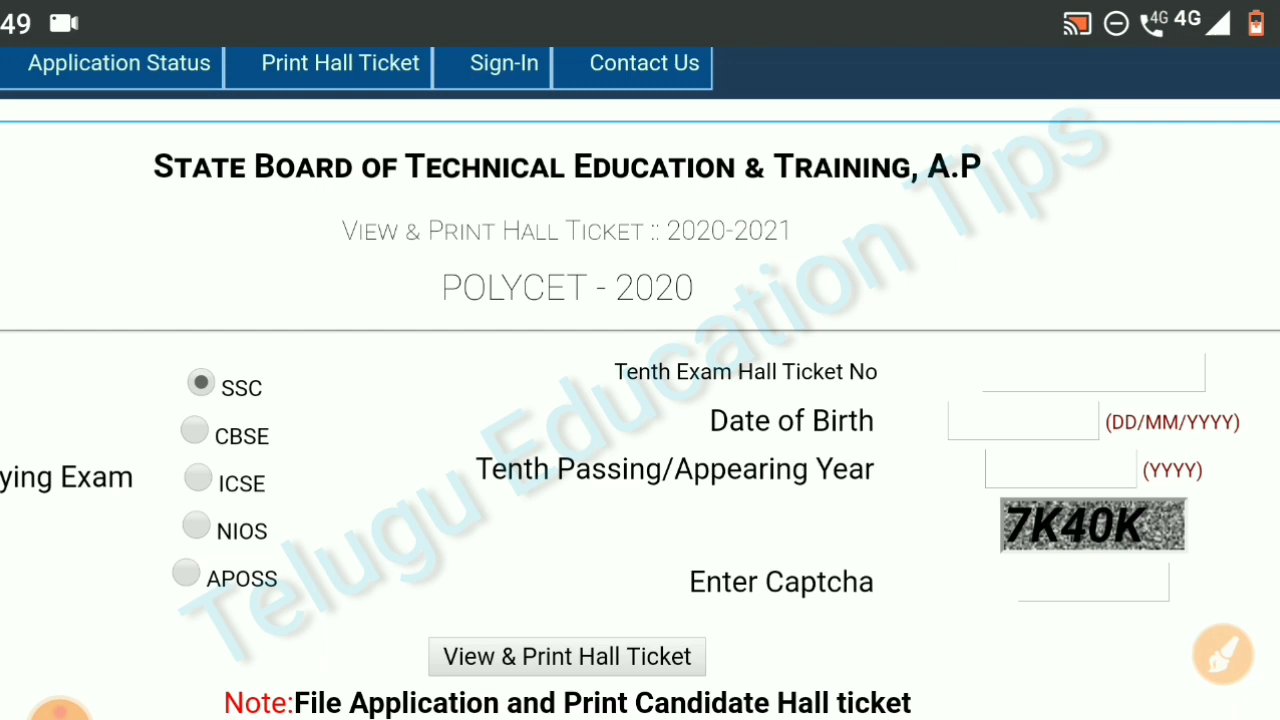 49
4G 4G
Application Status Print Hall Ticket Sign-In Contact Us
STATE BOARD OF TECHNICAL EDUCATION & TRAINING, A.P
VIEW & PRINT HALL TICKET :: 2020-2021
POLYCET - 2020
SSC
CBSE
ying Exam
ICSE
NIOS
APOSS
Tenth Exam Hall Ticket No
Date of Birth (DD/MM/YYYY)
Tenth Passing/Appearing Year (YYYY)
7K40K
Enter Captcha
View & Print Hall Ticket
Note:File Application and Print Candidate Hall ticket
Telugu Education Tips